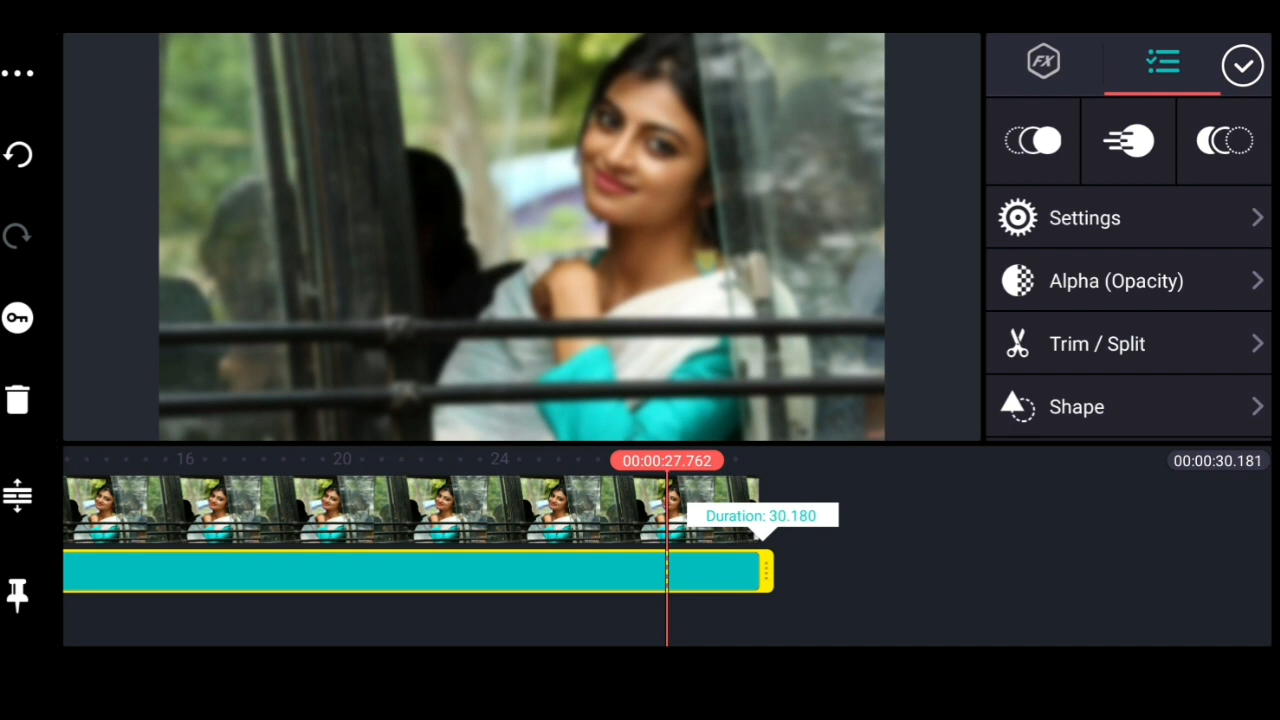 FX
Settings
Alpha (Opacity)
Trim / Split
Shape
16
20
24
00:00:27.762
00:00:30.181
Duration: 30.180